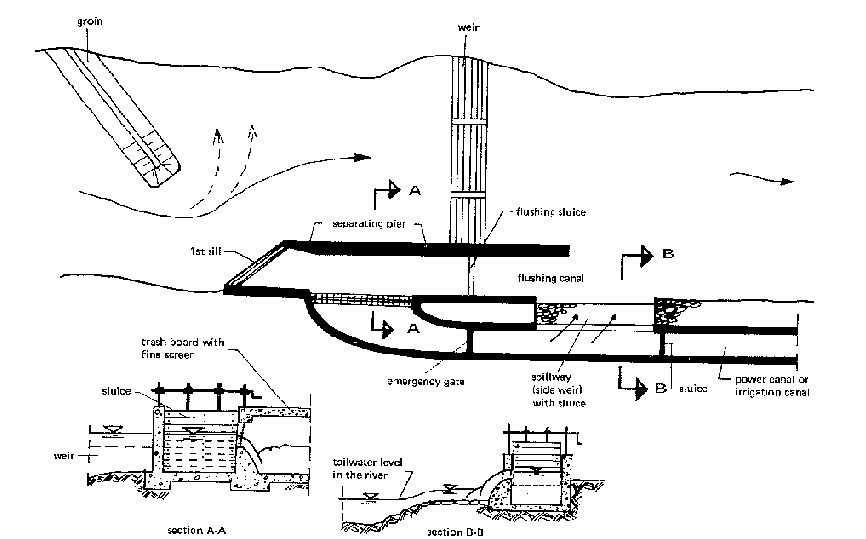 groin
weir
A
flushing sluice
separating pier
1st sill
B
flushing canal
A
trash board with
fine screen
emergency gate
spillway
(side weir)
with sluice
B
sluice
power canal or
irrigation canal
sluice
weir
tailwater level
in the river
section A-A
section B-B